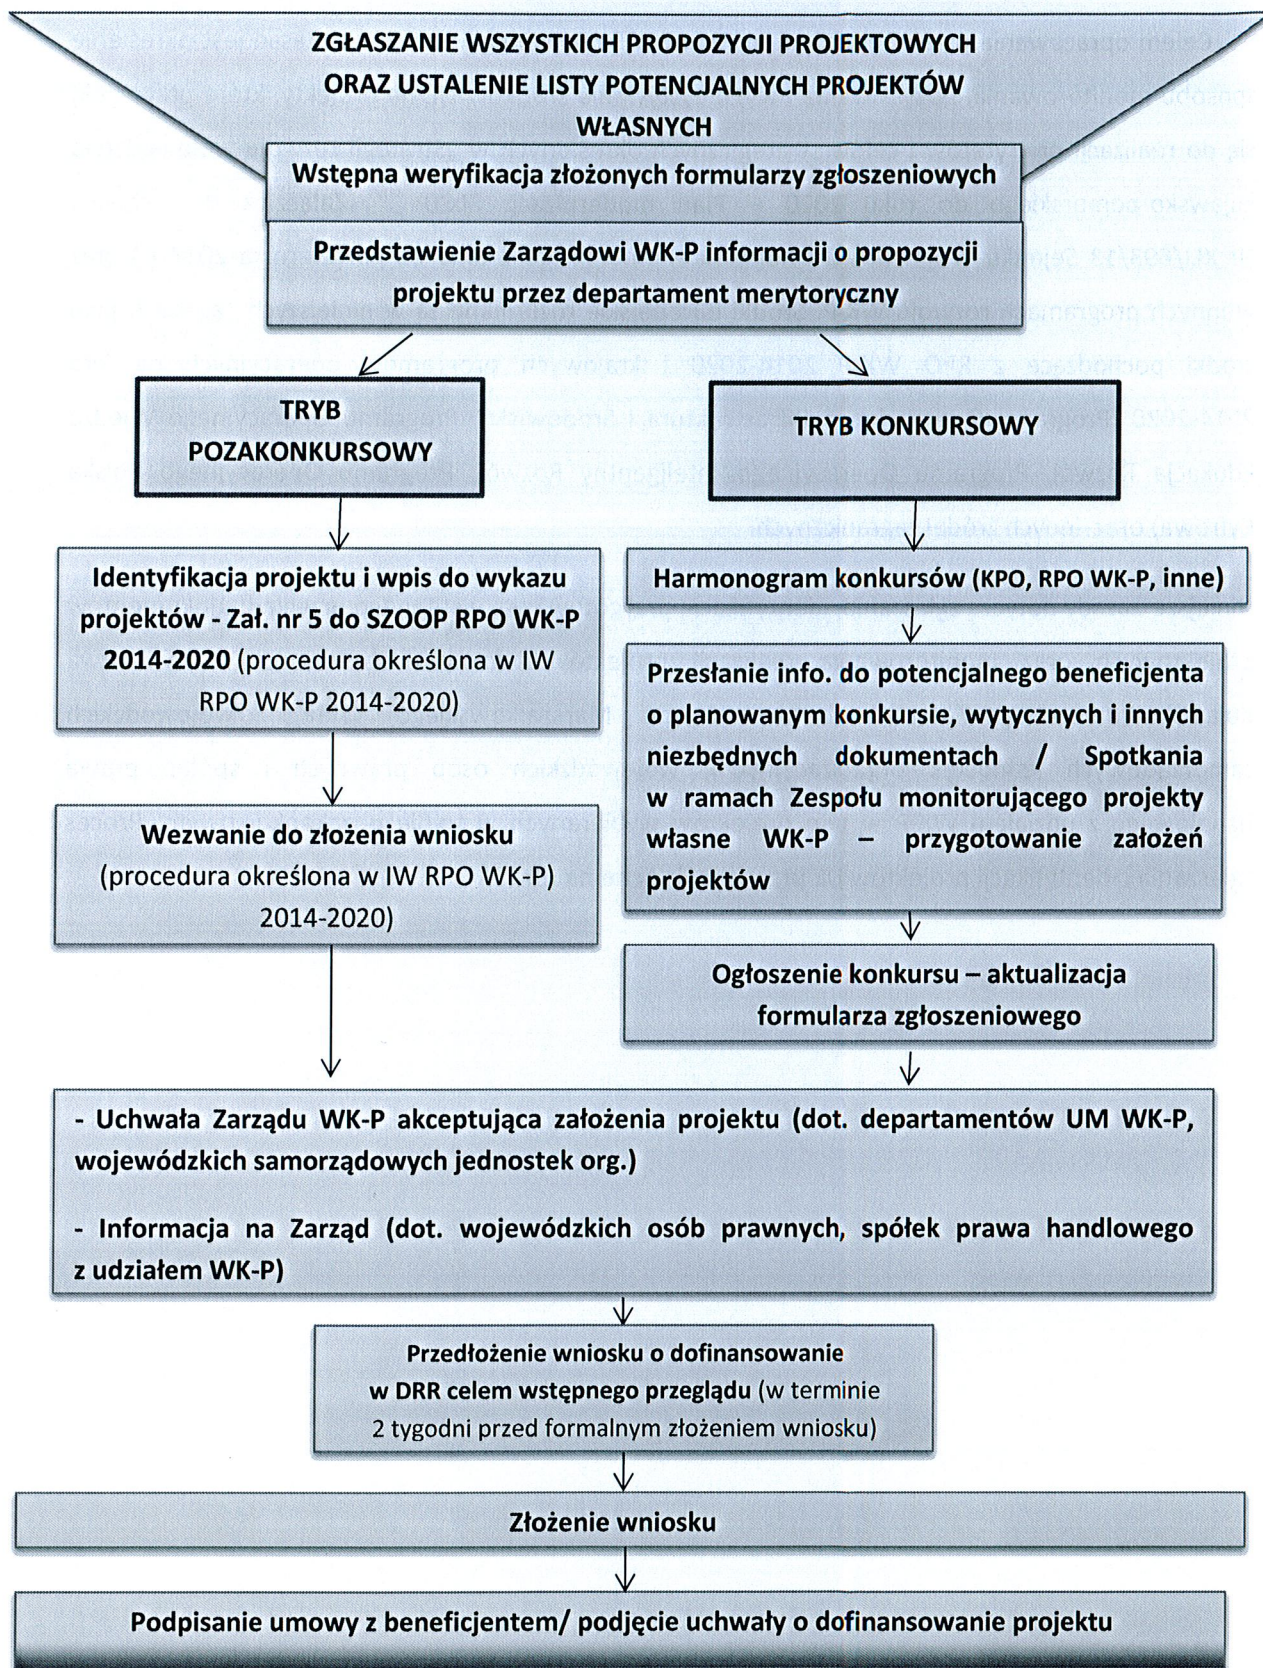 ZGŁASZANIE WSZYSTKICH PROPOZYCJI PROJEKTOWYCH
ORAZ USTALENIE LISTY POTENCJALNYCH PROJEKTÓW
WŁASNYCH
Wstępna weryfikacja złożonych formularzy zgłoszeniowych
Przedstawienie Zarządowi WK-P informacji o propozycji
projektu przez departament merytoryczny
TRYB
POZAKONKURSOWY
Identyfikacja projektu i wpis do wykazu
projektów - Zał. nr 5 do SZOOP RPO WK-P
2014-2020 (procedura określona w IW
RPO WK-P 2014-2020)
Wezwanie do złożenia wniosku
(procedura określona w IW RPO WK-P)
2014-2020)
TRYB KONKURSOWY
Harmonogram konkursów (KPO, RPO WK-P, inne)
Przesłanie info. do potencjalnego beneficjenta
o planowanym konkursie, wytycznych i innych
niezbędnych dokumentach / Spotkania
w ramach Zespołu monitorującego projekty
własne WK-P – przygotowanie założeń
projektów
Ogłoszenie konkursu – aktualizacja
formularza zgłoszeniowego
- Uchwała Zarządu WK-P akceptująca założenia projektu (dot. departamentów UM WK-P,
wojewódzkich samorządowych jednostek org.)
- Informacja na Zarząd (dot. wojewódzkich osób prawnych, spółek prawa handlowego
z udziałem WK-P)
Przedłożenie wniosku o dofinansowanie
w DRR celem wstępnego przeglądu (w terminie
2 tygodni przed formalnym złożeniem wniosku)
Złożenie wniosku
Podpisanie umowy z beneficjentem/ podjęcie uchwały o dofinansowanie projektu